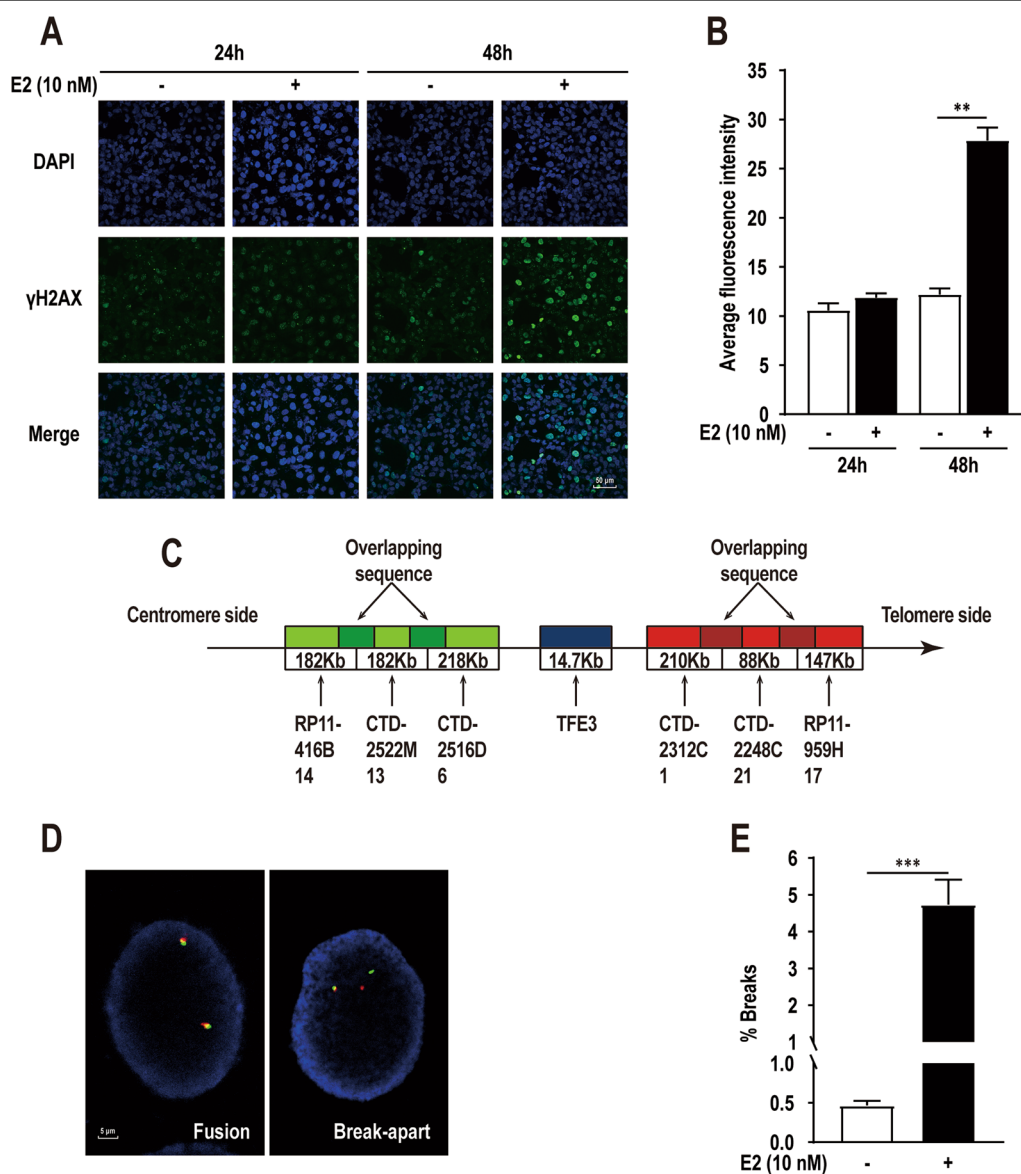 A
24h
48h
E2 (10 nM)
-
+
-
+
DAPI
γH2AX
Merge
50 μm
B
Average fluorescence intensity
35
30
25
20
15
10
5
0
**
E2 (10 nM)
-
+
-
+
24h
48h
C
Overlapping
sequence
Overlapping
sequence
Centromere side
Telomere side
182Kb
182Kb
218Kb
14.7Kb
210Kb
88Kb
147Kb
RP11-
416B
14
CTD-
2522M
13
CTD-
2516D
6
TFE3
CTD-
2312C
1
CTD-
2248C
21
RP11-
959H
17
D
5 μm
Fusion
Break-apart
E
% Breaks
6
5
4
3
2
1
1.0
0.5
0.0
***
E2 (10 nM)
-
+